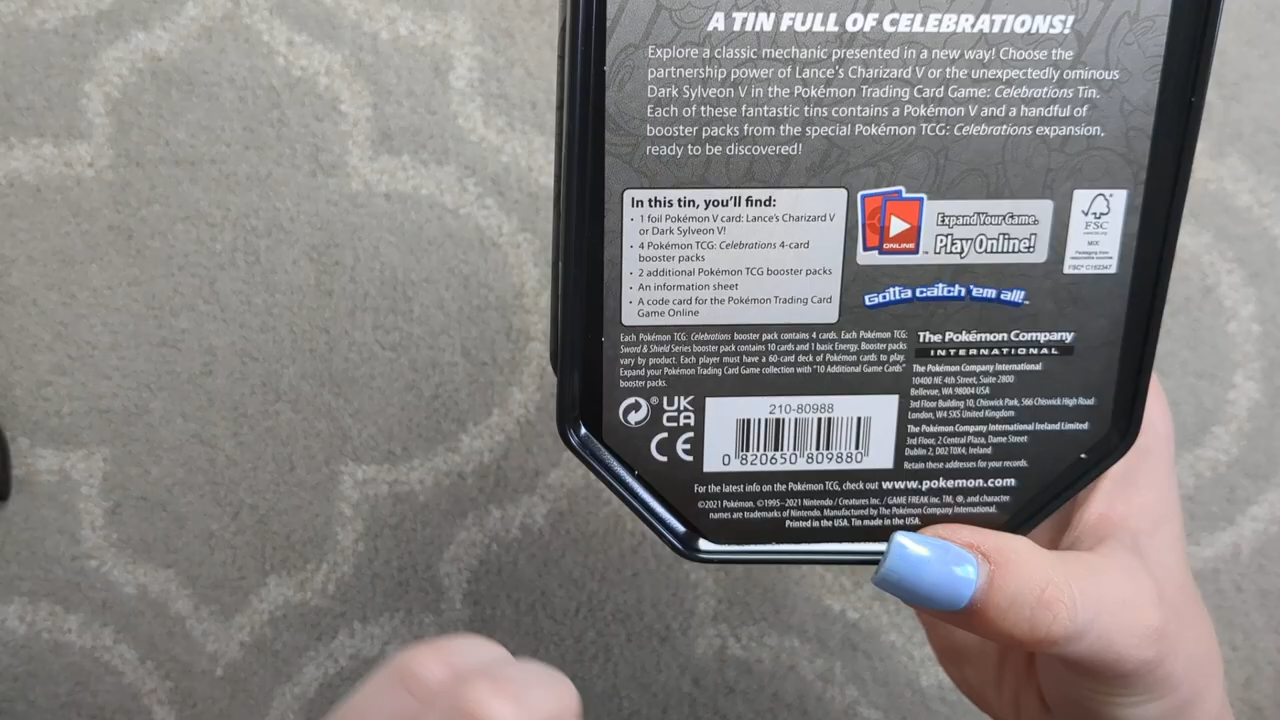 A TIN FULL OF CELEBRATIONS!
Explore a classic mechanic presented in a new way! Choose the
partnership power of Lance's Charizard V or the unexpectedly ominous
Dark Sylveon V in the Pokémon Trading Card Game: Celebrations Tin.
Each of these fantastic tins contains a Pokémon V and a handful of
booster packs from the special Pokémon TCG: Celebrations expansion,
ready to be discovered!
In this tin, you'll find:
• 1 foil Pokémon V card: Lance's Charizard V
or Dark Sylveon V!
• 4 Pokémon TCG: Celebrations 4-card
booster packs
• 2 additional Pokémon TCG booster packs
• An information sheet
• A code card for the Pokémon Trading Card
Game Online
ONLINE
Expand Your Game.
Play Online!
FSC
MIX
Packaging from
responsible sources
FSC® C152347
Gotta catch 'em all!™
Each Pokémon TCG: Celebrations booster pack contains 4 cards. Each Pokémon TCG:
Sword & Shield Series booster pack contains 10 cards and 1 basic Energy. Booster packs
vary by product. Each player must have a 60-card deck of Pokémon cards to play.
Expand your Pokémon Trading Card Game collection with "10 Additional Game Cards"
booster packs.
The Pokémon Company
INTERNATIONAL
The Pokémon Company International
10400 NE 4th Street, Suite 2800
Bellevue, WA 98004 USA
3rd Floor Building 10, Chiswick Park, 566 Chiswick High Road
London, W4 5XS United Kingdom
The Pokémon Company International Ireland Limited
3rd Floor, 2 Central Plaza, Dame Street
Dublin 2, D02 T0X4, Ireland
Retain these addresses for your records.
®
UK
CA
CE
210-80988
0 820650 809880
For the latest info on the Pokémon TCG, check out www.pokemon.com
©2021 Pokémon. ©1995–2021 Nintendo / Creatures Inc. / GAME FREAK inc. TM, ®, and character
names are trademarks of Nintendo. Manufactured by The Pokémon Company International.
Printed in the USA. Tin made in the USA.